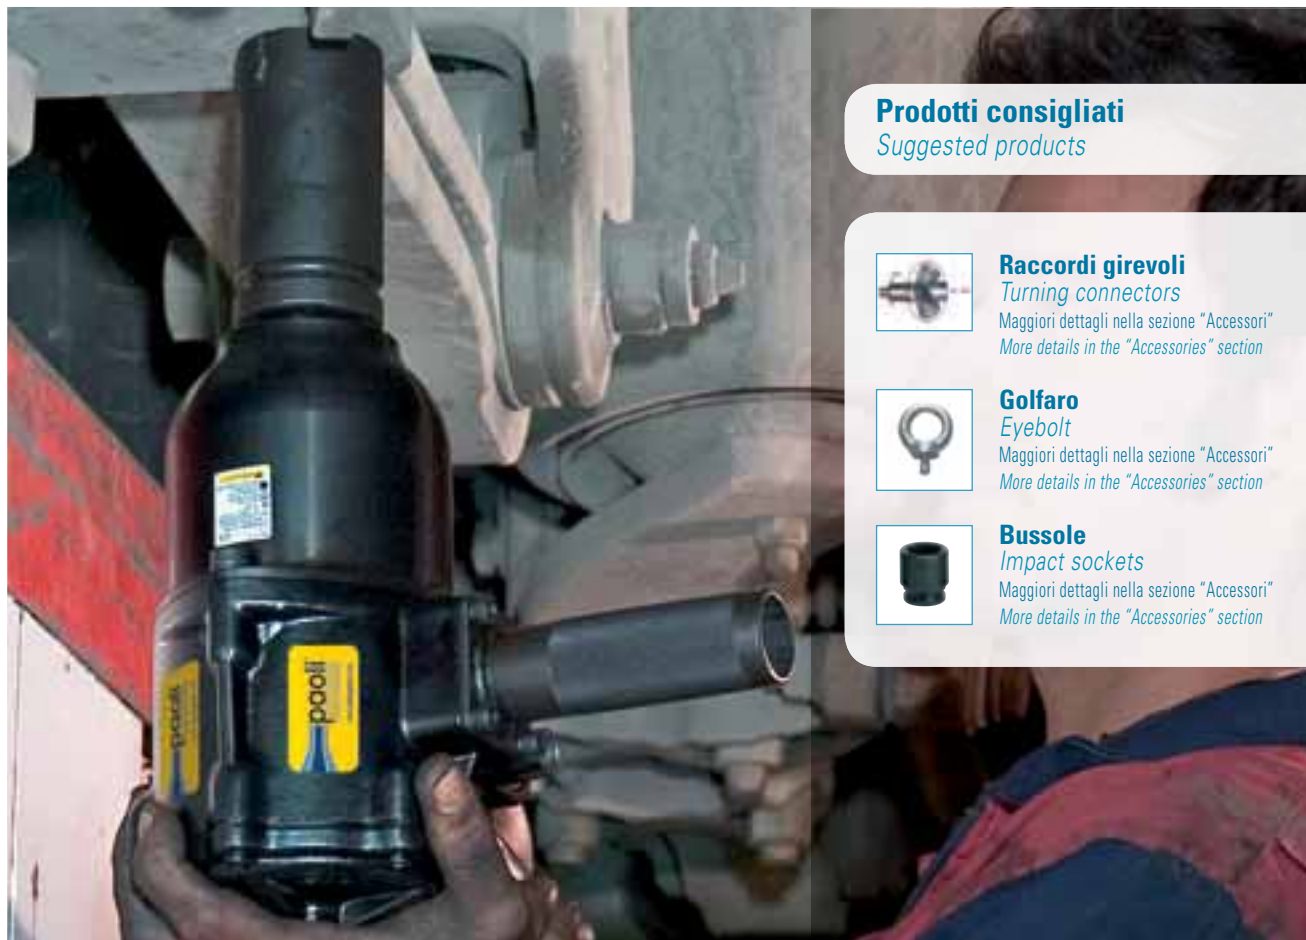 Prodotti consigliati
Suggested products
Raccordi girevoli
Turning connectors
Maggiori dettagli nella sezione “Accessori”
More details in the “Accessories” section
Golfaro
Eyebolt
Maggiori dettagli nella sezione “Accessori”
More details in the “Accessories” section
Bussole
Impact sockets
Maggiori dettagli nella sezione “Accessori”
More details in the “Accessories” section
paoli
paoli